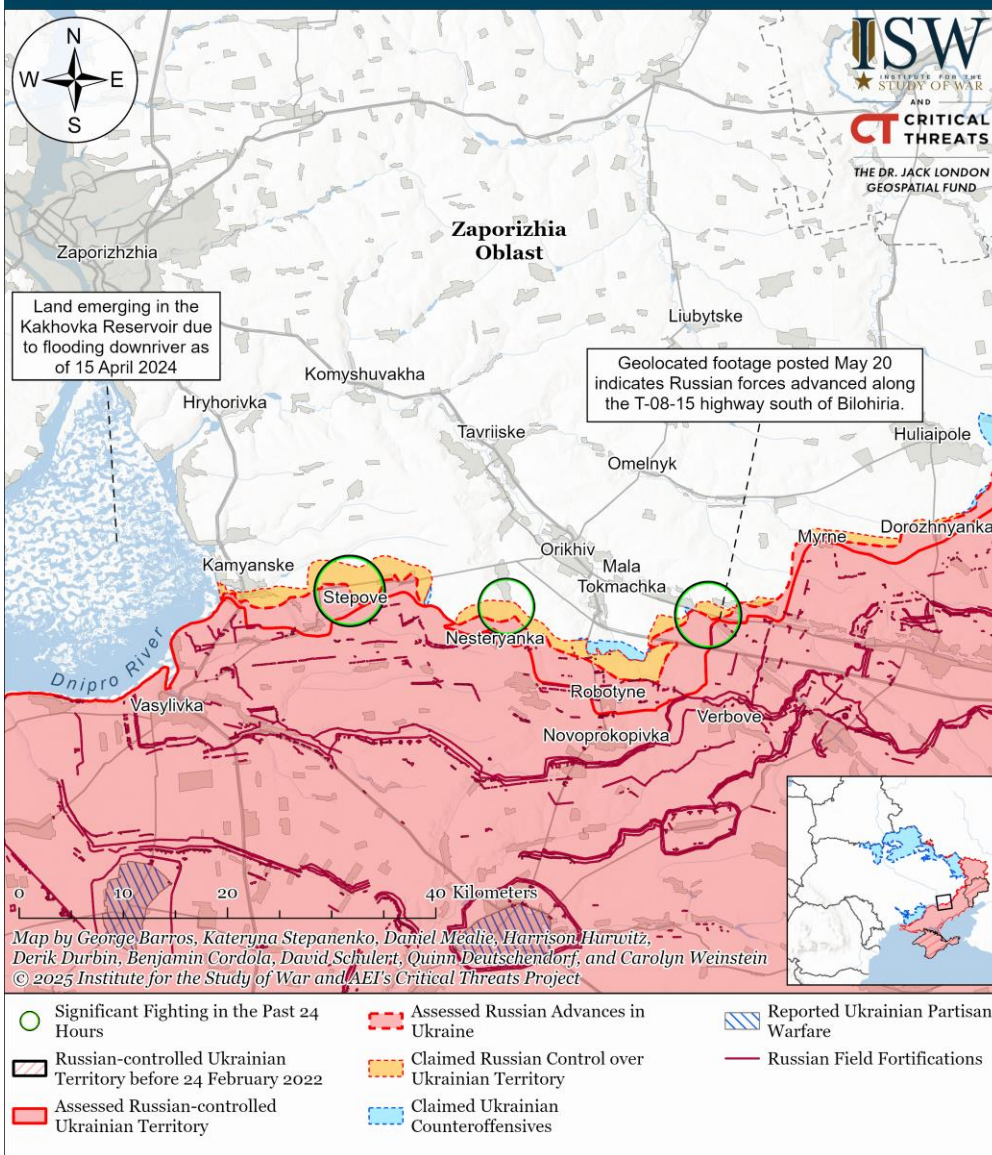 N
W E
S
ISW
INSTITUTE FOR THE
STUDY OF WAR
AND
CT CRITICAL
THREATS
THE DR. JACK LONDON
GEOSPATIAL FUND
Zaporizhia
Oblast
Zaporizhzhia
Land emerging in the
Kakhovka Reservoir due
to flooding downriver as
of 15 April 2024
Liubytske
Geolocated footage posted May 20
indicates Russian forces advanced along
the T-08-15 highway south of Bilohiria.
Komyshuvakha
Hryhorivka
Tavriiske
Huliaipole
Omelnyk
Dorozhnyanka
Myrne
Orikhiv
Kamyanske
Mala
Tokmachka
Stepove
Nesteryanka
Dnipro River
Robotyne
Vasylivka
Verbove
Novoprokopivka
0 10 20 40 Kilometers
Map by George Barros, Kateryna Stepanenko, Daniel Mealie, Harrison Hurwitz,
Derik Durbin, Benjamin Cordola, David Schulert, Quinn Deutschendorf, and Carolyn Weinstein
© 2025 Institute for the Study of War and AEI's Critical Threats Project
Significant Fighting in the Past 24
Hours
Russian-controlled Ukrainian
Territory before 24 February 2022
Assessed Russian-controlled
Ukrainian Territory
Assessed Russian Advances in
Ukraine
Claimed Russian Control over
Ukrainian Territory
Claimed Ukrainian
Counteroffensives
Reported Ukrainian Partisan
Warfare
Russian Field Fortifications